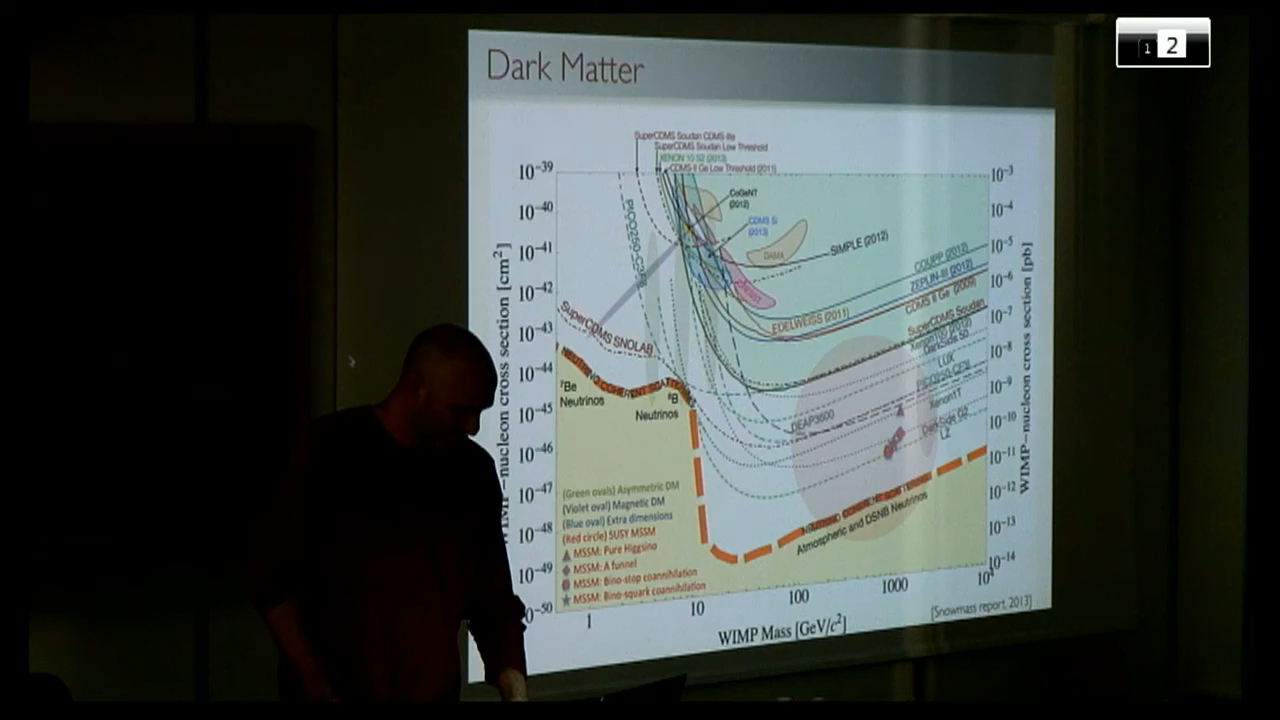 1 2
Dark Matter
SuperCDMS Soudan CDMS-lite
SuperCDMS Soudan Low Threshold
XENON 10 S2 (2013)
CDMS-II Ge Low Threshold (2011)
CoGeNT
(2012)
CDMS Si
(2013)
DAMA
SIMPLE (2012)
COUPP (2012)
ZEPLIN-III (2012)
CDMS II Ge (2009)
EDELWEISS (2011)
SuperCDMS Soudan
Xenon100 (2012)
DarkSide 50
LUX
PICO250-CF3I
Xenon1T
DarkSide G2
LZ
DEAP3600
SuperCDMS SNOLAB
NEUTRINO COHERENT SCATTERING
7Be
Neutrinos
8B
Neutrinos
NEUTRINO COHERENT SCATTERING
Atmospheric and DSNB Neutrinos
(Green ovals) Asymmetric DM
(Violet oval) Magnetic DM
(Blue oval) Extra dimensions
(Red circle) SUSY MSSM
MSSM: Pure Higgsino
MSSM: A funnel
MSSM: Bino-stop coannihilation
MSSM: Bino-squark coannihilation
10−39
10−40
10−41
10−42
10−43
10−44
10−45
10−46
10−47
10−48
10−49
0−50
10−3
10−4
10−5
10−6
10−7
10−8
10−9
10−10
10−11
10−12
10−13
10−14
WIMP−nucleon cross section [cm2]
WIMP−nucleon cross section [pb]
1 10 100 1000 104
WIMP Mass [GeV/c2]
[Snowmass report, 2013]